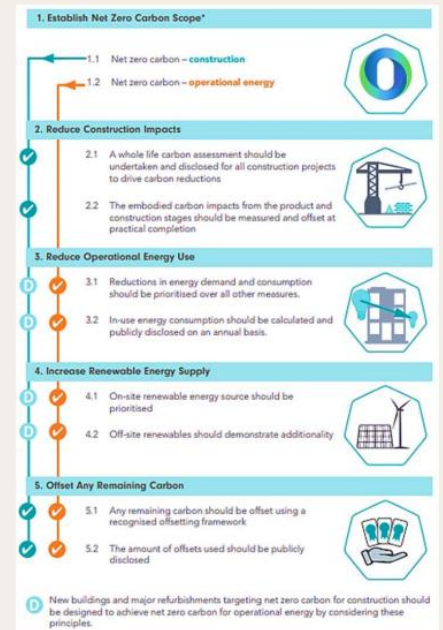 1. Establish Net Zero Carbon Scope*
1.1 Net zero carbon – construction
1.2 Net zero carbon – operational energy
2. Reduce Construction Impacts
2.1 A whole life carbon assessment should be
undertaken and disclosed for all construction projects
to drive carbon reductions
2.2 The embodied carbon impacts from the product and
construction stages should be measured and offset at
practical completion
3. Reduce Operational Energy Use
D
3.1 Reductions in energy demand and consumption
should be prioritised over all other measures.
D
3.2 In-use energy consumption should be calculated and
publicly disclosed on an annual basis.
4. Increase Renewable Energy Supply
D
4.1 On-site renewable energy source should be
prioritised
D
4.2 Off-site renewables should demonstrate additionality
5. Offset Any Remaining Carbon
5.1 Any remaining carbon should be offset using a
recognised offsetting framework
5.2 The amount of offsets used should be publicly
disclosed
D New buildings and major refurbishments targeting net zero carbon for construction should
be designed to achieve net zero carbon for operational energy by considering these
principles.